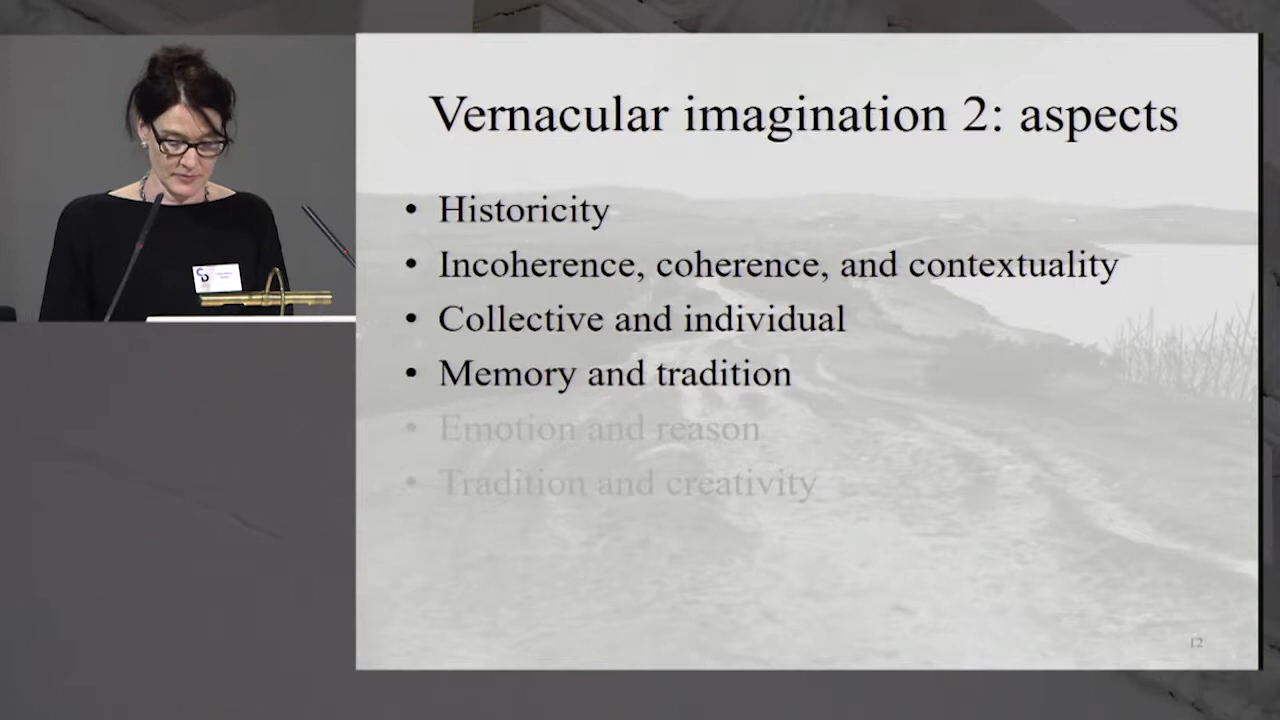 Vernacular imagination 2: aspects
• Historicity
• Incoherence, coherence, and contextuality
• Collective and individual
• Memory and tradition
• Emotion and reason
• Tradition and creativity
12